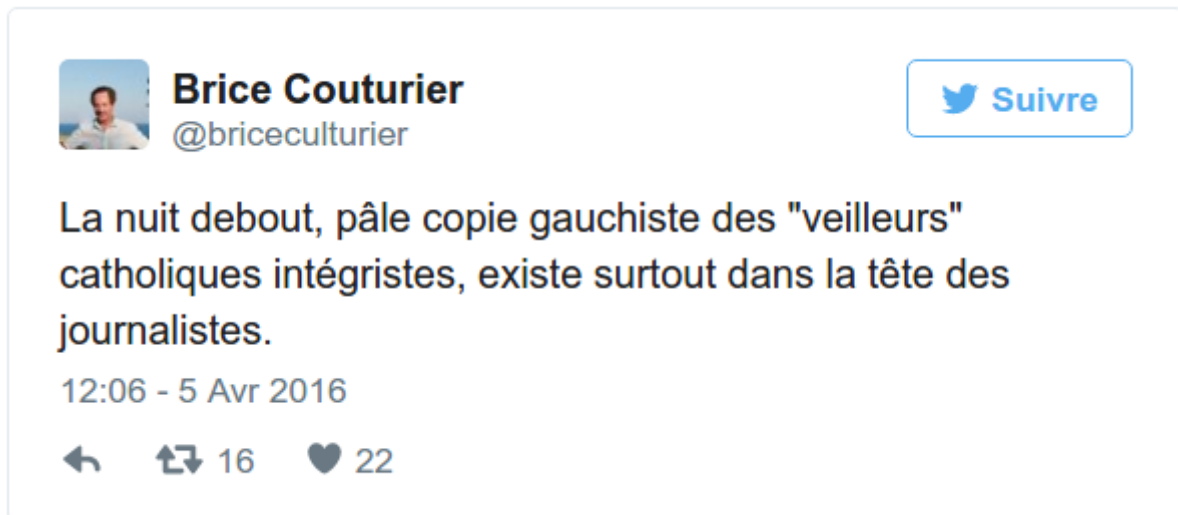 Brice Couturier
@briceculturier
Suivre
La nuit debout, pâle copie gauchiste des "veilleurs"
catholiques intégristes, existe surtout dans la tête des
journalistes.
12:06 - 5 Avr 2016
16 22